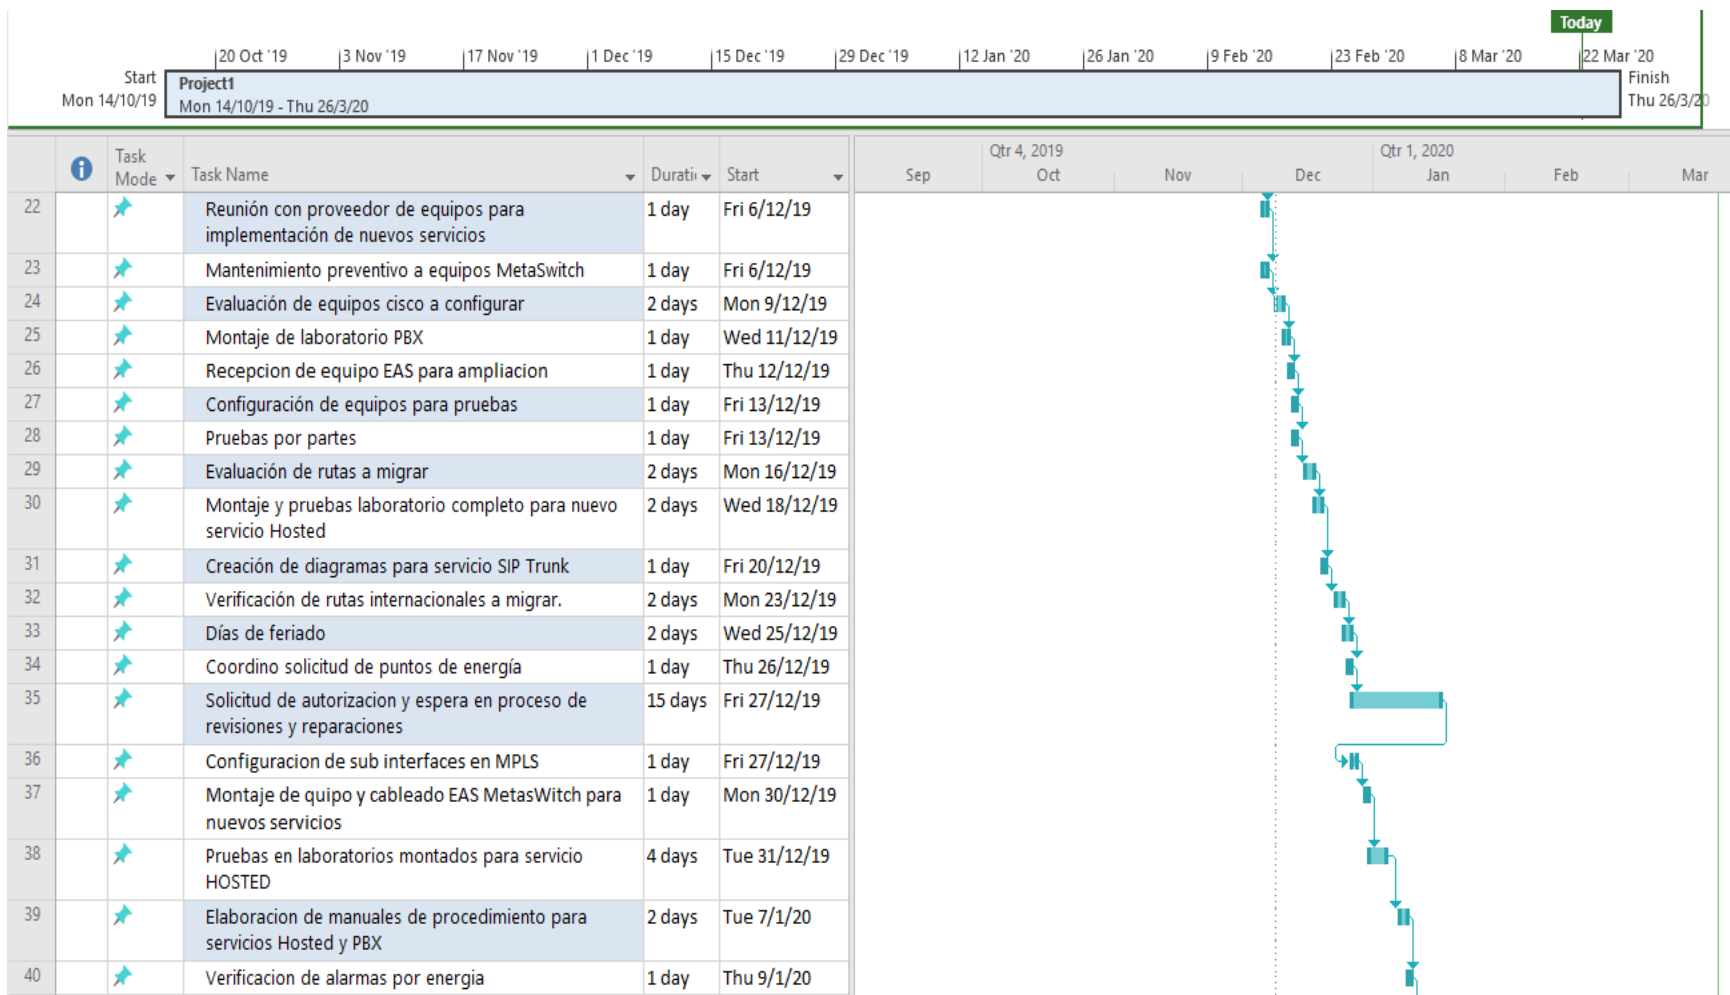 Today
20 Oct '19 3 Nov '19 17 Nov '19 1 Dec '19 15 Dec '19 29 Dec '19 12 Jan '20 26 Jan '20 9 Feb '20 23 Feb '20 8 Mar '20 22 Mar '20
Start Project1 Finish
Mon 14/10/19 Mon 14/10/19 - Thu 26/3/20 Thu 26/3/20
Qtr 4, 2019 Qtr 1, 2020
Task
Mode Task Name Durati Start Sep Oct Nov Dec Jan Feb Mar
22 Reunión con proveedor de equipos para 1 day Fri 6/12/19
implementación de nuevos servicios
23 Mantenimiento preventivo a equipos MetaSwitch 1 day Fri 6/12/19
24 Evaluación de equipos cisco a configurar 2 days Mon 9/12/19
25 Montaje de laboratorio PBX 1 day Wed 11/12/19
26 Recepcion de equipo EAS para ampliacion 1 day Thu 12/12/19
27 Configuración de equipos para pruebas 1 day Fri 13/12/19
28 Pruebas por partes 1 day Fri 13/12/19
29 Evaluación de rutas a migrar 2 days Mon 16/12/19
30 Montaje y pruebas laboratorio completo para nuevo 2 days Wed 18/12/19
servicio Hosted
31 Creación de diagramas para servicio SIP Trunk 1 day Fri 20/12/19
32 Verificación de rutas internacionales a migrar. 2 days Mon 23/12/19
33 Días de feriado 2 days Wed 25/12/19
34 Coordino solicitud de puntos de energía 1 day Thu 26/12/19
35 Solicitud de autorizacion y espera en proceso de 15 days Fri 27/12/19
revisiones y reparaciones
36 Configuracion de sub interfaces en MPLS 1 day Fri 27/12/19
37 Montaje de quipo y cableado EAS MetasWitch para 1 day Mon 30/12/19
nuevos servicios
38 Pruebas en laboratorios montados para servicio 4 days Tue 31/12/19
HOSTED
39 Elaboracion de manuales de procedimiento para 2 days Tue 7/1/20
servicios Hosted y PBX
40 Verificacion de alarmas por energia 1 day Thu 9/1/20